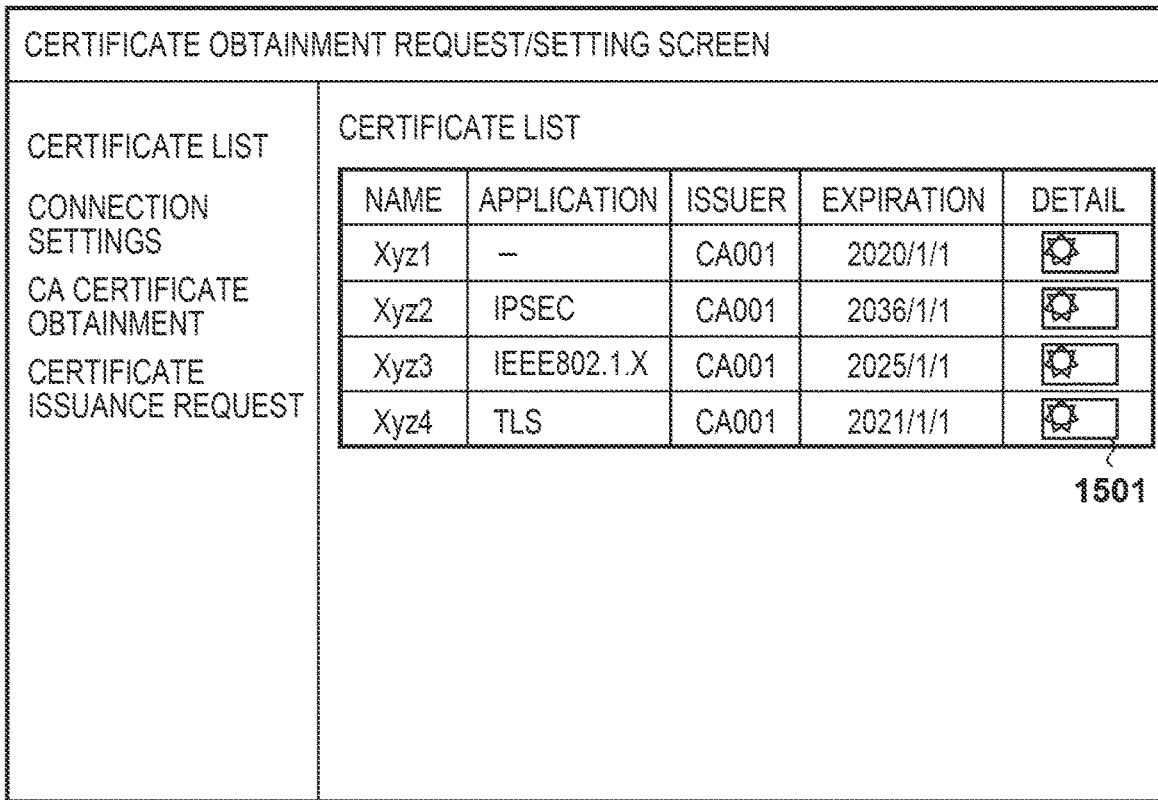 CERTIFICATE OBTAINMENT REQUEST/SETTING SCREEN
CERTIFICATE LIST
CONNECTION
SETTINGS
CA CERTIFICATE
OBTAINMENT
CERTIFICATE
ISSUANCE REQUEST
CERTIFICATE LIST
NAME APPLICATION ISSUER EXPIRATION DETAIL
Xyz1 — CA001 2020/1/1
Xyz2 IPSEC CA001 2036/1/1
Xyz3 IEEE802.1.X CA001 2025/1/1
Xyz4 TLS CA001 2021/1/1
1501